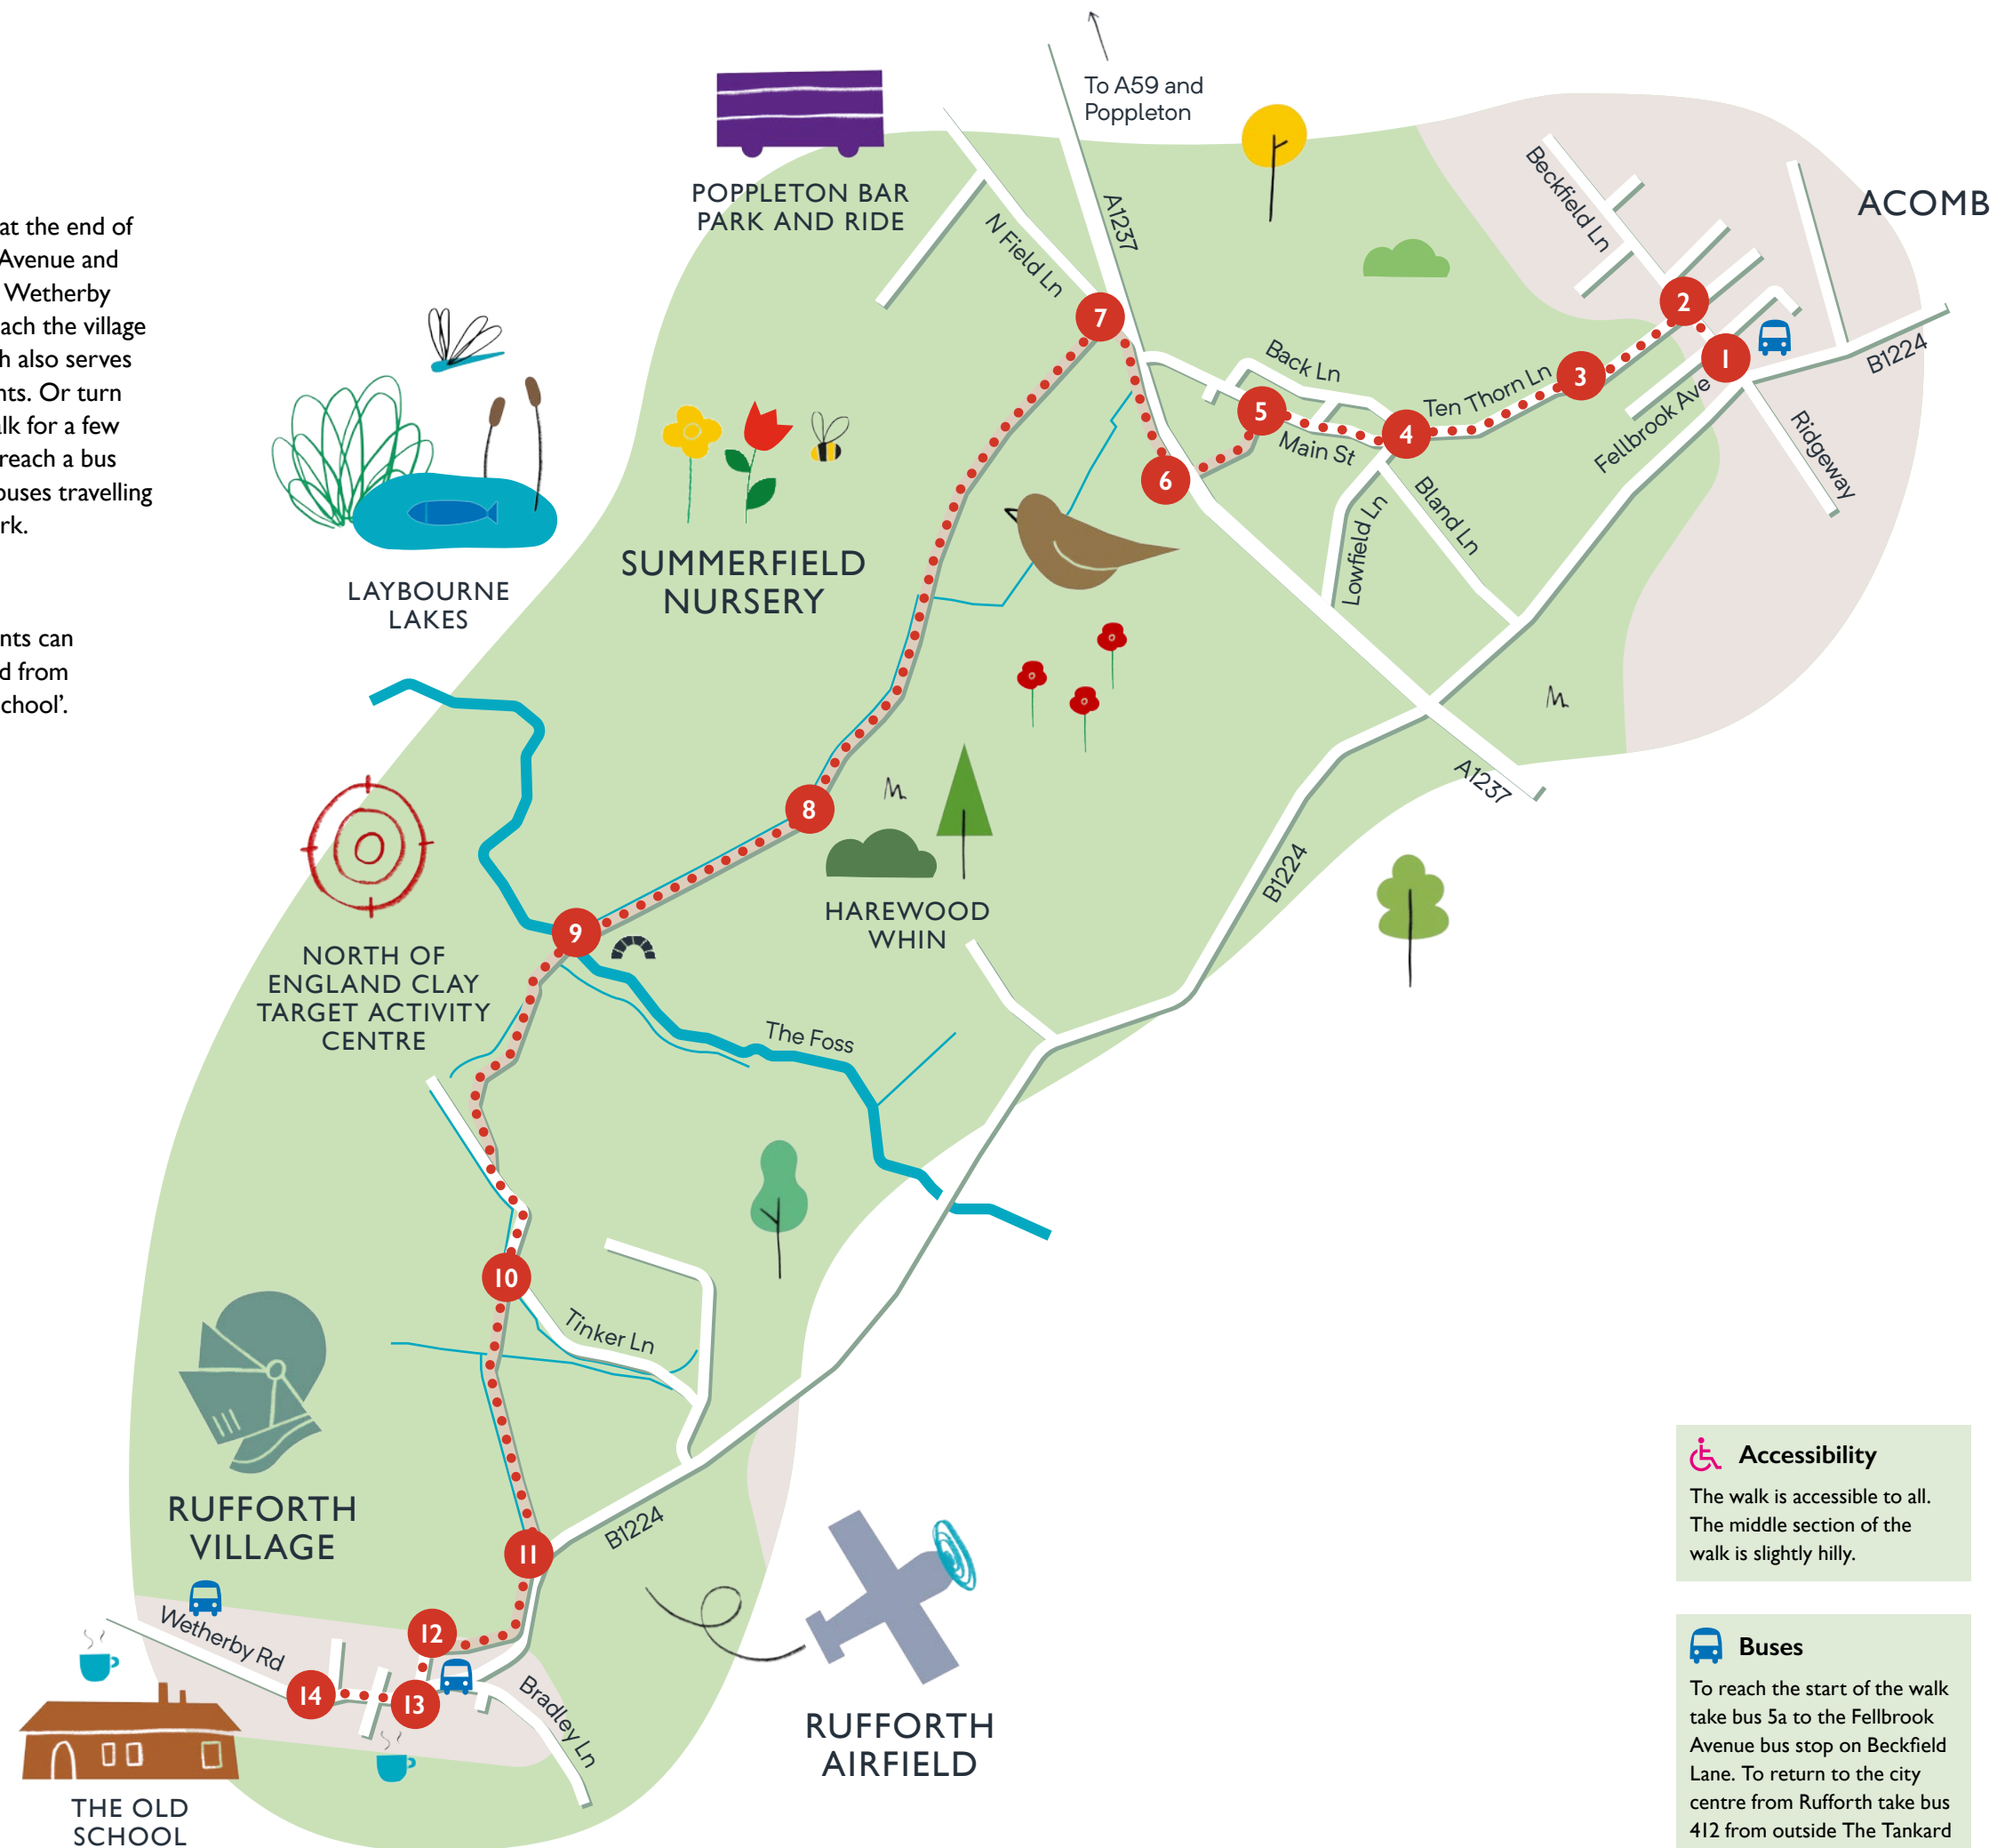 at the end of
Avenue and
Wetherby
ach the village
h also serves
nts. Or turn
alk for a few
reach a bus
buses travelling
rk.
nts can
d from
chool’.
To A59 and
Poppleton
POPPLETON BAR
PARK AND RIDE
N Field Ln
A1237
Beckfield Ln
ACOMB
B1224
7
2
1
3
5
4
6
Back Ln
Ten Thorn Ln
Main St
Fellbrook Ave
Ridgeway
Lowfield Ln
Bland Ln
LAYBOURNE
LAKES
SUMMERFIELD
NURSERY
A1237
8
HAREWOOD
WHIN
B1224
9
NORTH OF
ENGLAND CLAY
TARGET ACTIVITY
CENTRE
The Foss
10
Tinker Ln
RUFFORTH
VILLAGE
11
B1224
Wetherby Rd
12
14
13
Bradley Ln
RUFFORTH
AIRFIELD
THE OLD
SCHOOL
Accessibility
The walk is accessible to all.
The middle section of the
walk is slightly hilly.
Buses
To reach the start of the walk
take bus 5a to the Fellbrook
Avenue bus stop on Beckfield
Lane. To return to the city
centre from Rufforth take bus
412 from outside The Tankard